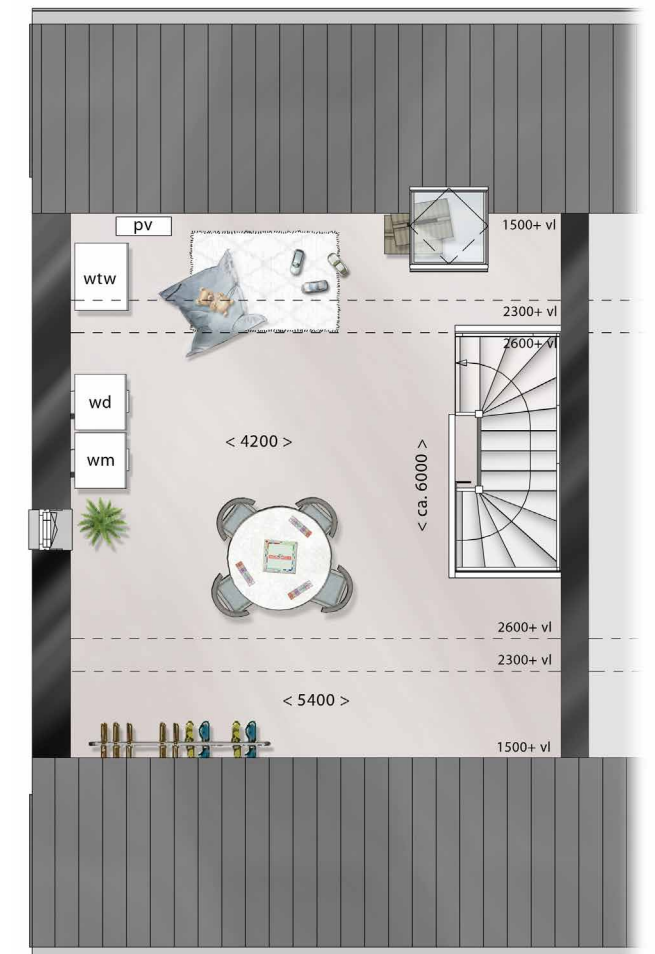 pv
1500+ vl
wtw
2300+ vl
2600+ vl
wd
< 4200 >
wm
< ca. 6000 >
2600+ vl
2300+ vl
< 5400 >
1500+ vl